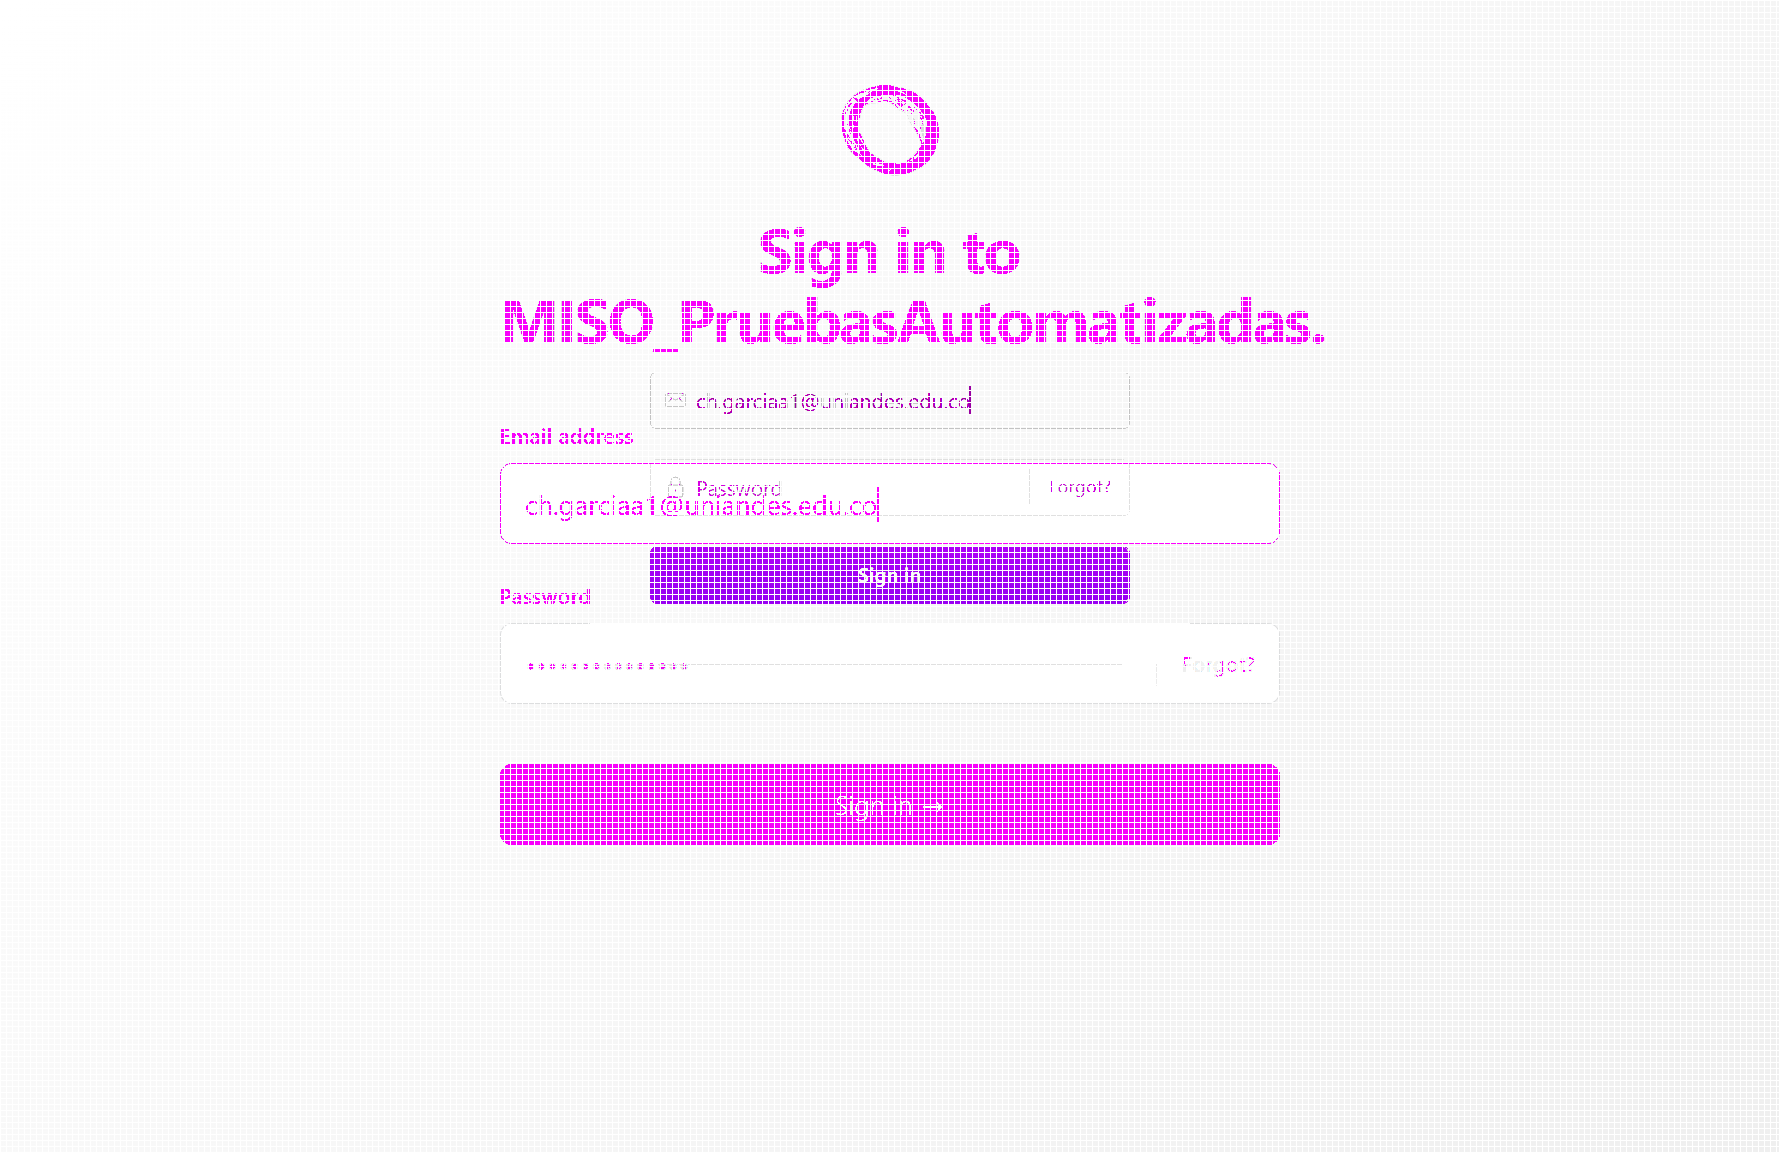 Sign in to
MISO_PruebasAutomatizadas.
ch.garciaa1@uniandes.edu.co
Email address
Password
Forgot?
ch.garciaa1@uniandes.edu.co
Sign in
Password
Forgot?
Sign in →